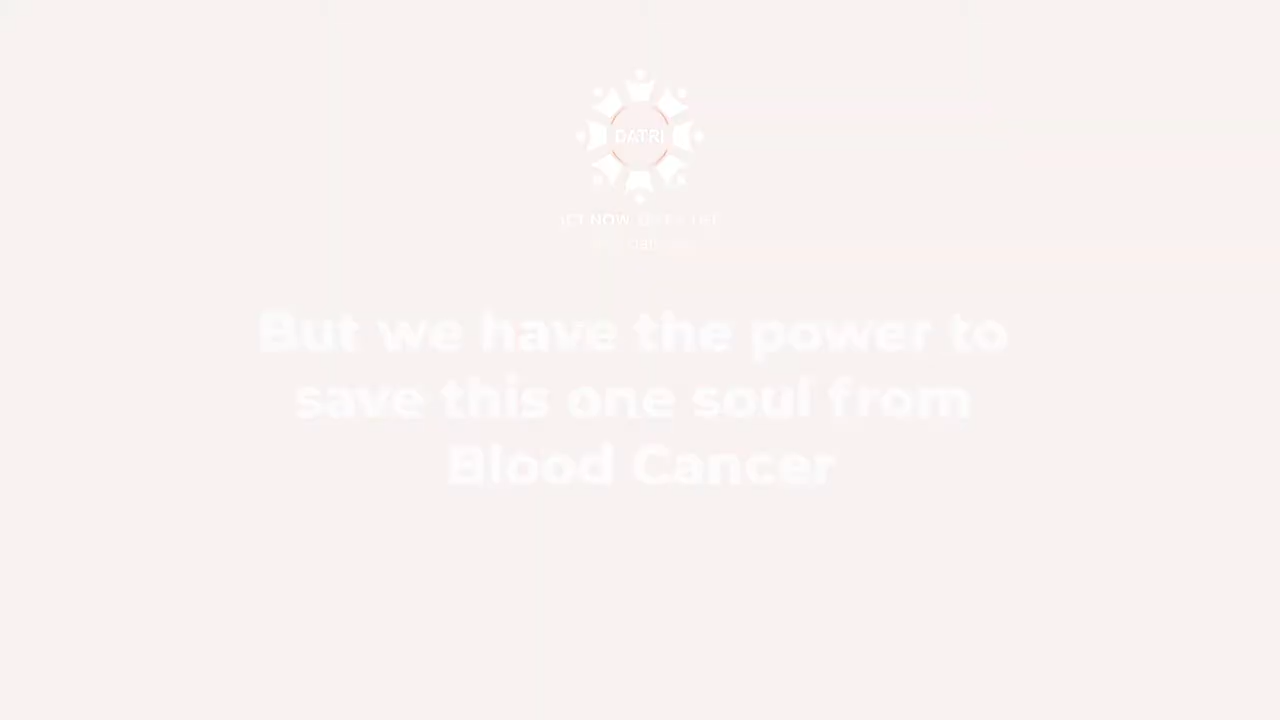 DATRI
But we have the power to
save this one soul from
Blood Cancer